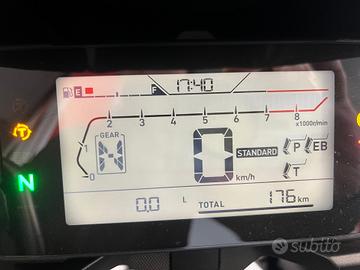 E F 17:40
2 3 4 5 6 7 8
x1000r/min
GEAR
1
0
0 STANDARD P EB
T
km/h
N
0.0 L TOTAL 176 km
subito